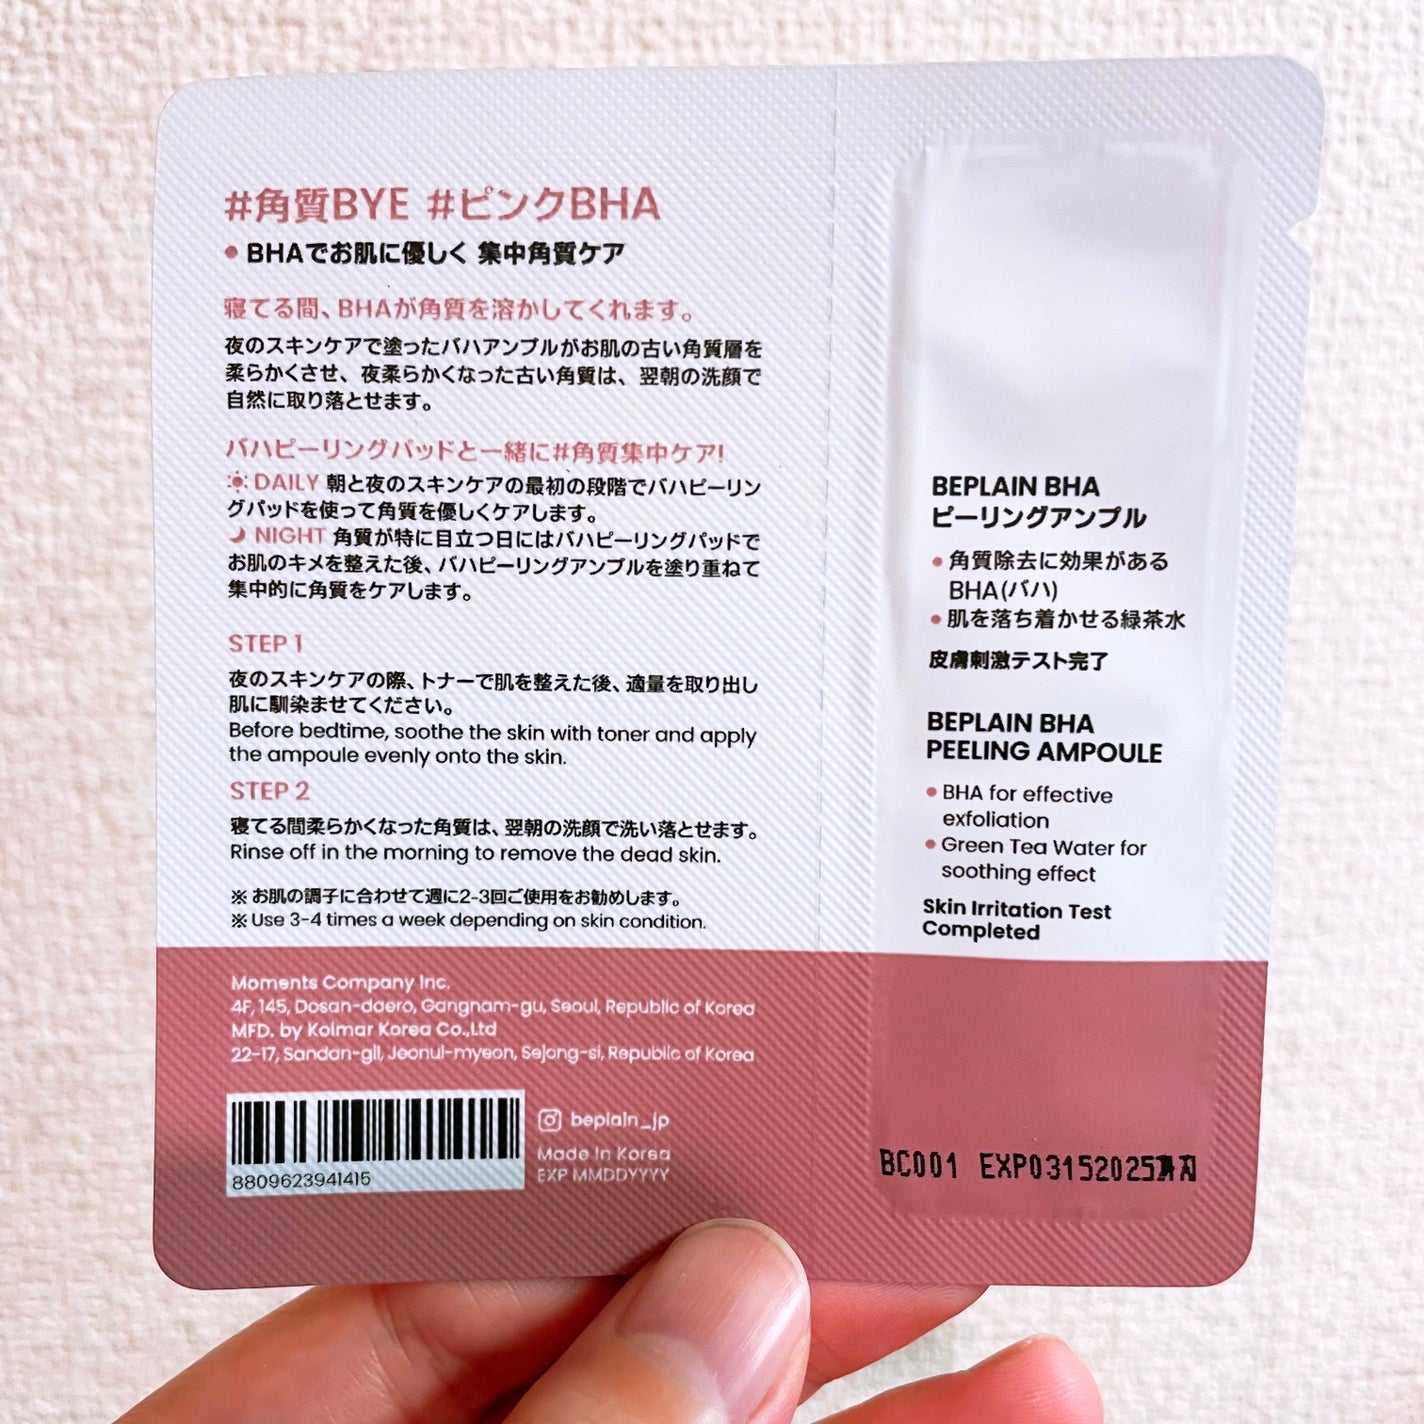 #角質BYE #ピンクBHA
● BHAでお肌に優しく 集中角質ケア
寝てる間、BHAが角質を溶かしてくれます。
夜のスキンケアで塗ったバハアンプルがお肌の古い角質層を
柔らかくさせ、夜柔らかくなった古い角質は、翌朝の洗顔で
自然に取り落とせます。
バハピーリングパッドと一緒に#角質集中ケア!
DAILY 朝と夜のスキンケアの最初の段階でバハピーリン
グパッドを使って角質を優しくケアします。
NIGHT 角質が特に目立つ日にはバハピーリングパッドで
お肌のキメを整えた後、バハピーリングアンプルを塗り重ねて
集中的に角質をケアします。
STEP 1
夜のスキンケアの際、トナーで肌を整えた後、適量を取り出し
肌に馴染ませてください。
Before bedtime, soothe the skin with toner and apply
the ampoule evenly onto the skin.
STEP 2
寝てる間柔らかくなった角質は、翌朝の洗顔で洗い落とせます。
Rinse off in the morning to remove the dead skin.
※ お肌の調子に合わせて週に2-3回ご使用をお勧めします。
※ Use 3-4 times a week depending on skin condition.
Moments Company Inc.
4F, 145, Dosan-daero, Gangnam-gu, Seoul, Republic of Korea
MFD. by Kolmar Korea Co.,Ltd
22-17, Sandan-gil, Jeonui-myeon, Sejong-si, Republic of Korea
8809623941415
beplain_jp
Made In Korea
EXP MMDDYYYY
BEPLAIN BHA
ピーリングアンプル
● 角質除去に効果がある
BHA(バハ)
● 肌を落ち着かせる緑茶水
皮膚刺激テスト完了
BEPLAIN BHA
PEELING AMPOULE
● BHA for effective
exfoliation
● Green Tea Water for
soothing effect
Skin Irritation Test
Completed
BC001 EXP03152025